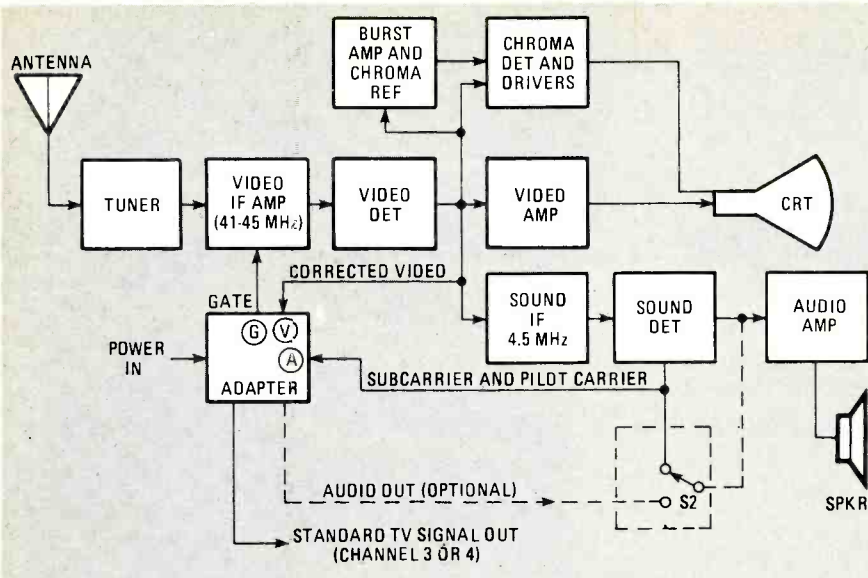 ANTENNA
TUNER
VIDEO
IF AMP
(41-45 MHz)
VIDEO
DET
BURST
AMP AND
CHROMA
REF
CHROMA
DET AND
DRIVERS
VIDEO
AMP
CRT
CORRECTED VIDEO
GATE
G V
A
POWER
IN
ADAPTER
SOUND
IF
4.5 MHz
SOUND
DET
AUDIO
AMP
SUBCARRIER AND PILOT CARRIER
AUDIO OUT (OPTIONAL)
S2
SPKR
STANDARD TV SIGNAL OUT
(CHANNEL 3 OR 4)